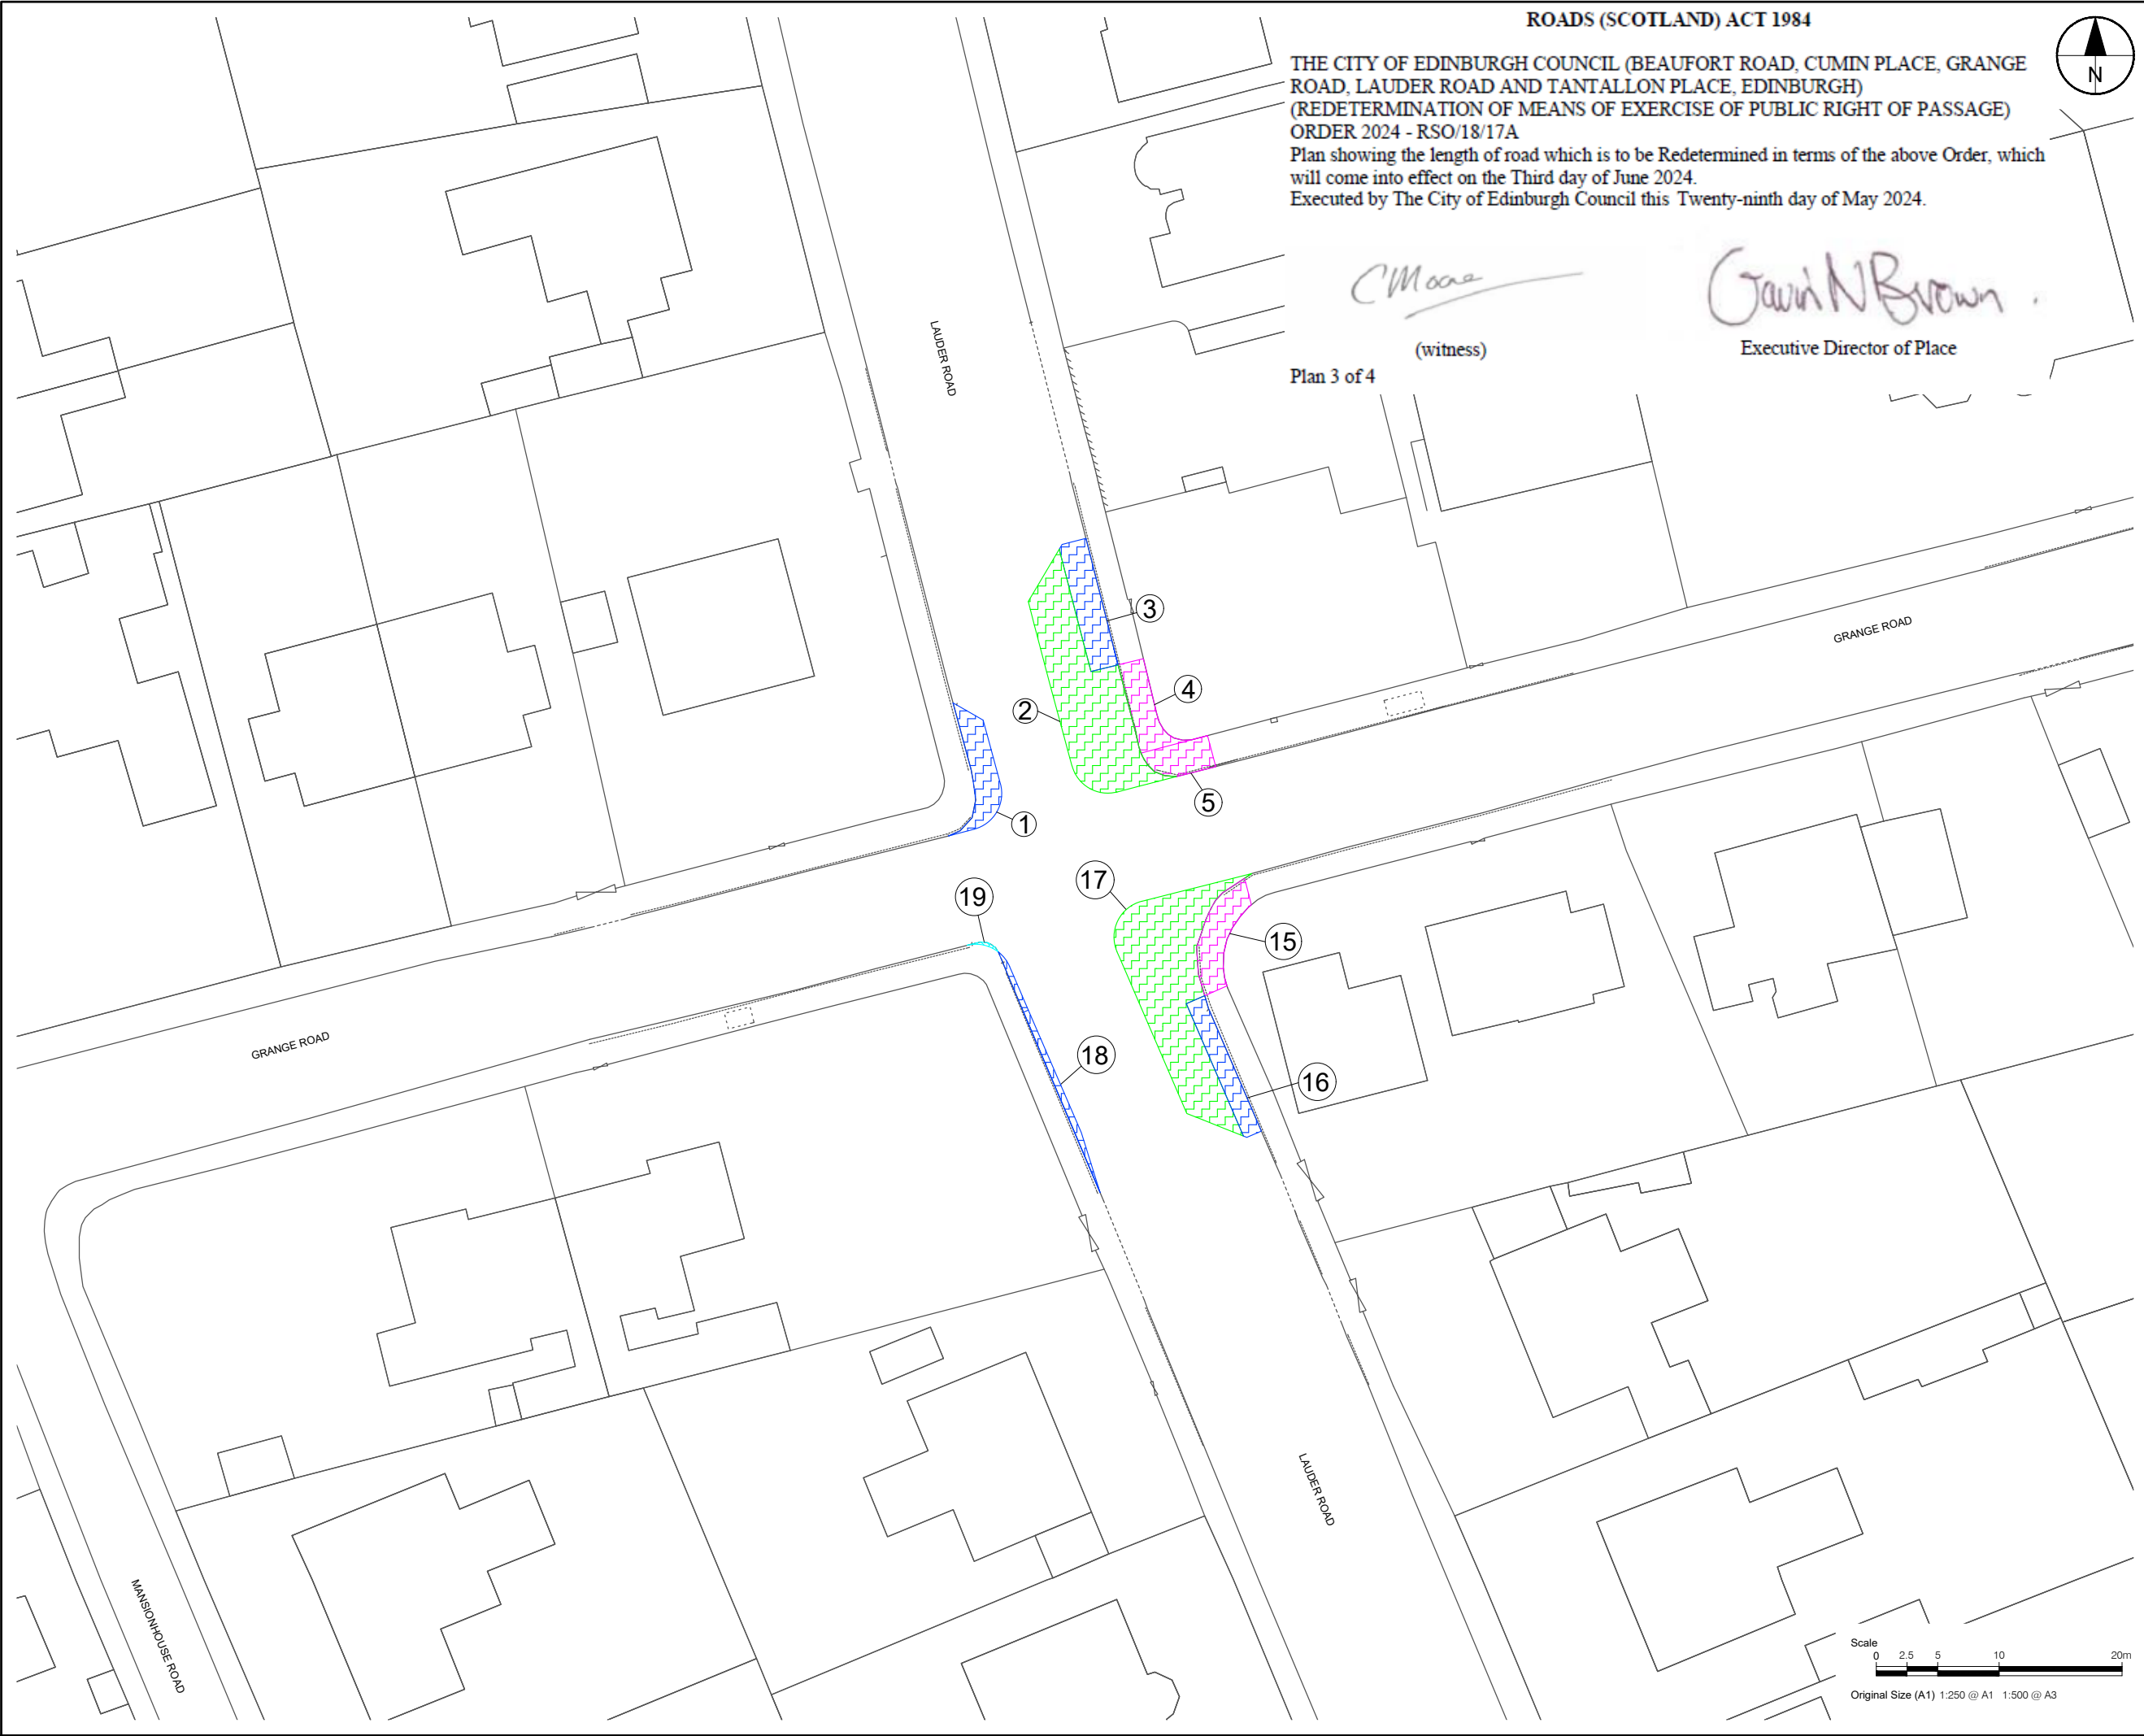 ROADS (SCOTLAND) ACT 1984
THE CITY OF EDINBURGH COUNCIL (BEAUFORT ROAD, CUMIN PLACE, GRANGE
ROAD, LAUDER ROAD AND TANTALLON PLACE, EDINBURGH)
(REDETERMINATION OF MEANS OF EXERCISE OF PUBLIC RIGHT OF PASSAGE)
ORDER 2024 - RSO/18/17A
Plan showing the length of road which is to be Redetermined in terms of the above Order, which
will come into effect on the Third day of June 2024.
Executed by The City of Edinburgh Council this Twenty-ninth day of May 2024.
N
CMoore
Gavin N Brown.
(witness)
Executive Director of Place
Plan 3 of 4
LAUDER ROAD
3
4
2
5
1
GRANGE ROAD
17
19
15
18
16
GRANGE ROAD
LAUDER ROAD
MANSIONHOUSE ROAD
Scale
0 2.5 5 10 20m
Original Size (A1) 1:250 @ A1 1:500 @ A3